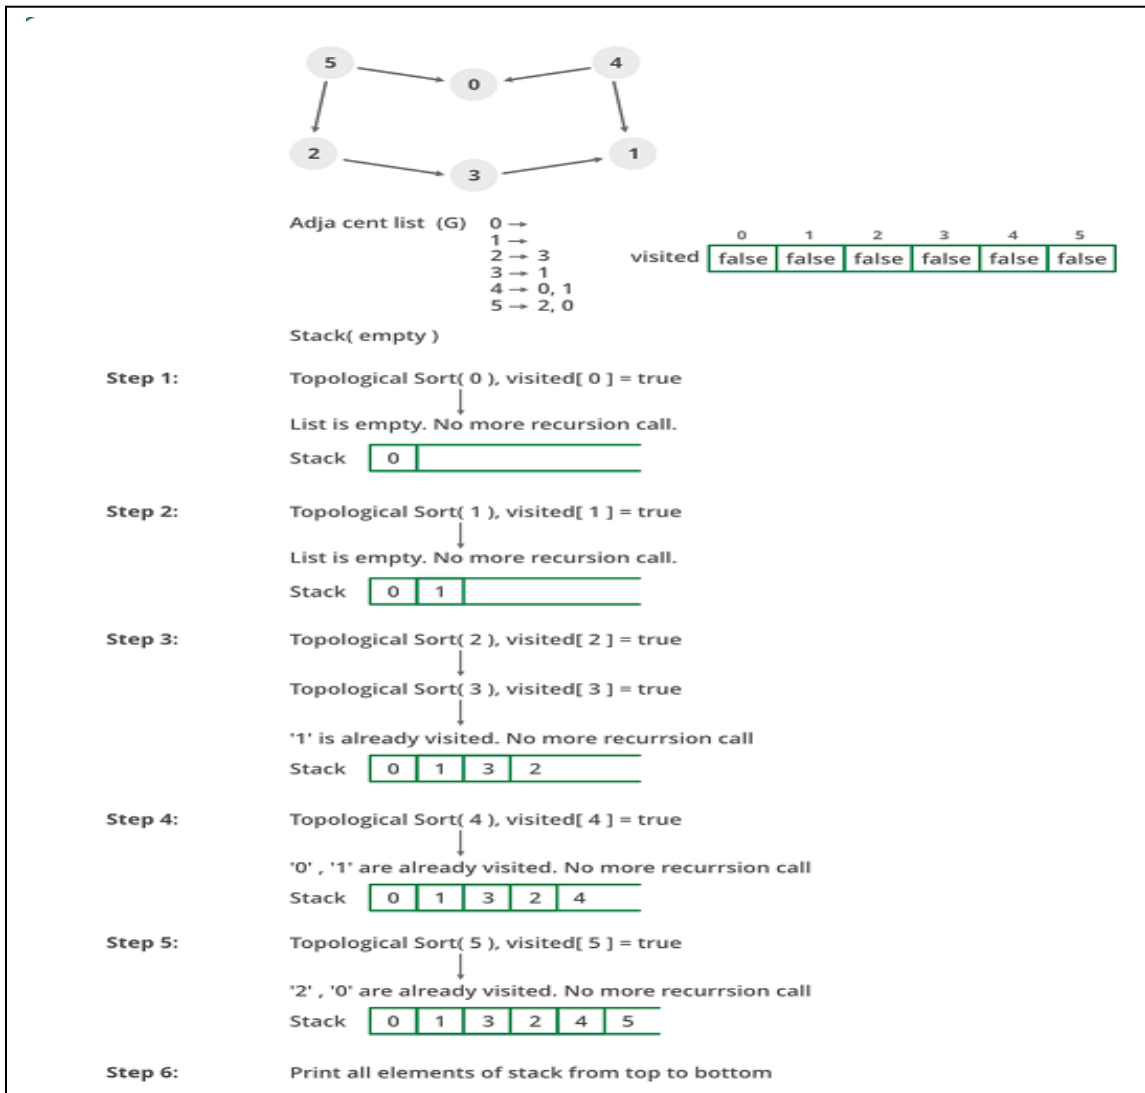 5
4
0
2
1
3
Adja cent list (G) 0 →
1 →
2 → 3
3 → 1
4 → 0, 1
5 → 2, 0
0 1 2 3 4 5
visited false false false false false false
Stack( empty )
Step 1: Topological Sort( 0 ), visited[ 0 ] = true
List is empty. No more recursion call.
Stack 0
Step 2: Topological Sort( 1 ), visited[ 1 ] = true
List is empty. No more recursion call.
Stack 0 1
Step 3: Topological Sort( 2 ), visited[ 2 ] = true
Topological Sort( 3 ), visited[ 3 ] = true
'1' is already visited. No more recurrsion call
Stack 0 1 3 2
Step 4: Topological Sort( 4 ), visited[ 4 ] = true
'0' , '1' are already visited. No more recurrsion call
Stack 0 1 3 2 4
Step 5: Topological Sort( 5 ), visited[ 5 ] = true
'2' , '0' are already visited. No more recurrsion call
Stack 0 1 3 2 4 5
Step 6: Print all elements of stack from top to bottom